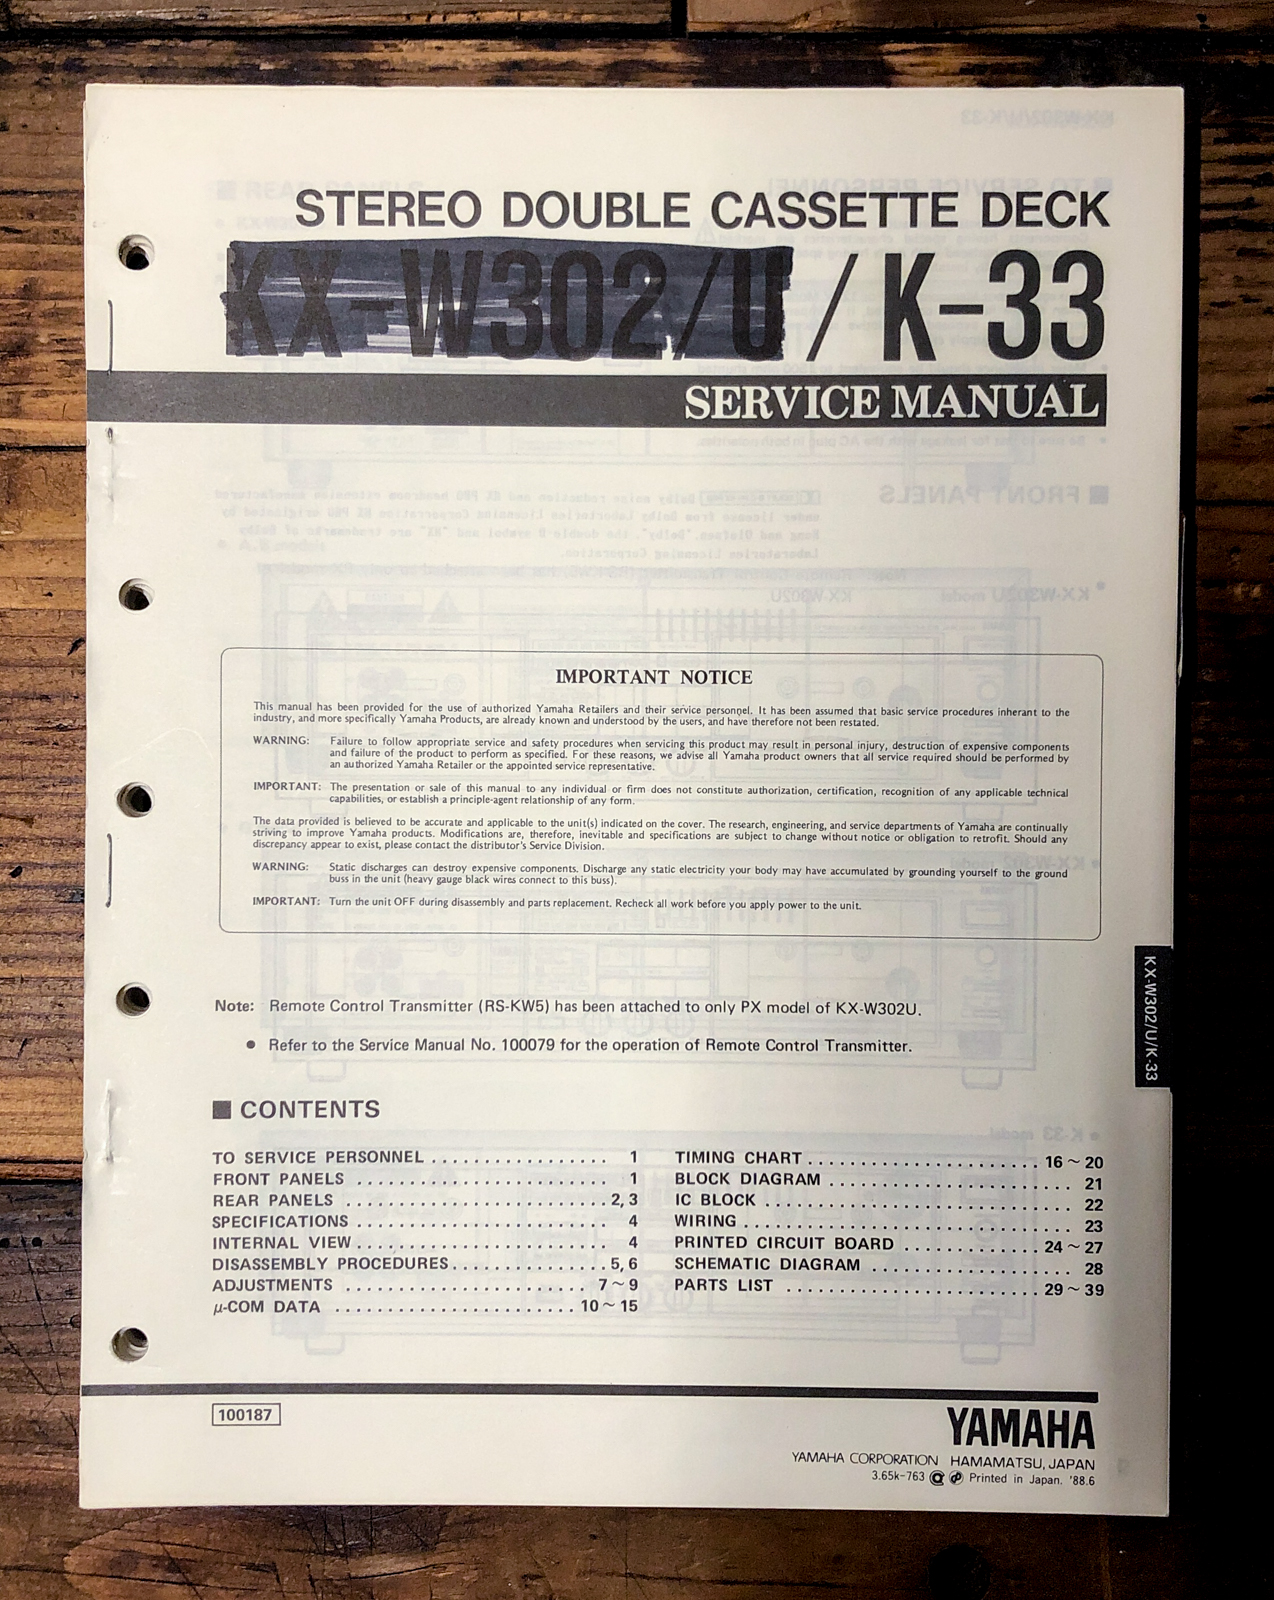 STEREO DOUBLE CASSETTE DECK
KX-W302/U/K-33
SERVICE MANUAL
IMPORTANT NOTICE
This manual has been provided for the use of authorized Yamaha Retailers and their service personnel. It has been assumed that basic service procedures inherant to the
industry, and more specifically Yamaha Products, are already known and understood by the users, and have therefore not been restated.
WARNING: Failure to follow appropriate service and safety procedures when servicing this product may result in personal injury, destruction of expensive components
and failure of the product to perform as specified. For these reasons, we advise all Yamaha product owners that all service required should be performed by
an authorized Yamaha Retailer or the appointed service representative.
IMPORTANT: The presentation or sale of this manual to any individual or firm does not constitute authorization, certification, recognition of any applicable technical
capabilities, or establish a principle-agent relationship of any form.
The data provided is believed to be accurate and applicable to the unit(s) indicated on the cover. The research, engineering, and service departments of Yamaha are continually
striving to improve Yamaha products. Modifications are, therefore, inevitable and specifications are subject to change without notice or obligation to retrofit. Should any
discrepancy appear to exist, please contact the distributor's Service Division.
WARNING: Static discharges can destroy expensive components. Discharge any static electricity your body may have accumulated by grounding yourself to the ground
buss in the unit (heavy gauge black wires connect to this buss).
IMPORTANT: Turn the unit OFF during disassembly and parts replacement. Recheck all work before you apply power to the unit.
KX-W302/U/K-33
Note: Remote Control Transmitter (RS-KW5) has been attached to only PX model of KX-W302U.
● Refer to the Service Manual No. 100079 for the operation of Remote Control Transmitter.
■ CONTENTS
TO SERVICE PERSONNEL ................. 1
FRONT PANELS ........................ 1
REAR PANELS ......................... 2, 3
SPECIFICATIONS ........................ 4
INTERNAL VIEW ........................ 4
DISASSEMBLY PROCEDURES ............... 5, 6
ADJUSTMENTS ....................... 7~9
μ-COM DATA ....................... 10~15
TIMING CHART ...................... 16~20
BLOCK DIAGRAM ....................... 21
IC BLOCK ............................. 22
WIRING ............................... 23
PRINTED CIRCUIT BOARD ............. 24~27
SCHEMATIC DIAGRAM ................... 28
PARTS LIST ........................ 29~39
100187
YAMAHA
YAMAHA CORPORATION HAMAMATSU, JAPAN
3.65k-763 Printed in Japan. '88.6